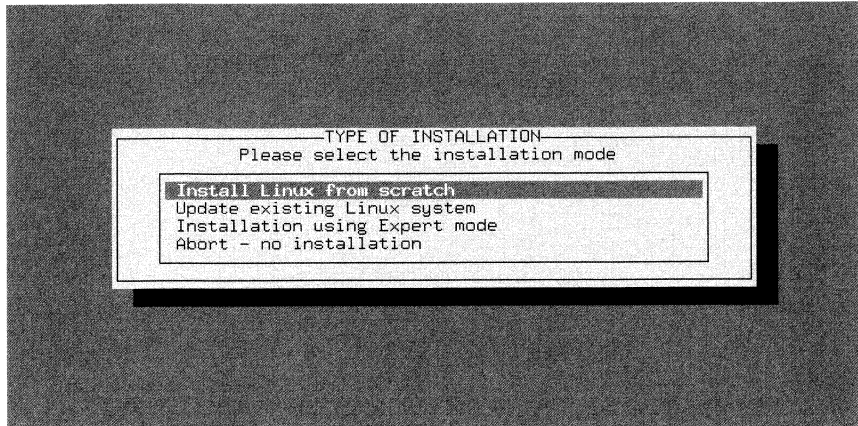 TYPE OF INSTALLATION
Please select the installation mode
Install Linux from scratch
Update existing Linux system
Installation using Expert mode
Abort - no installation